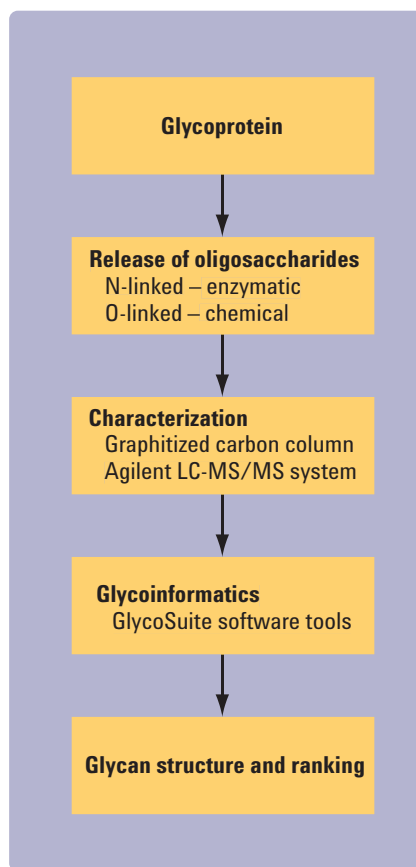 Glycoprotein
Release of oligosaccharides
N-linked – enzymatic
O-linked – chemical
Characterization
Graphitized carbon column
Agilent LC-MS/MS system
Glycoinformatics
GlycoSuite software tools
Glycan structure and ranking